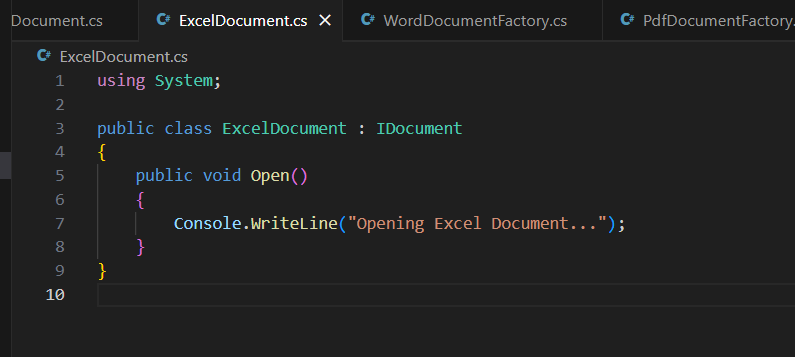 Document.cs
ExcelDocument.cs
WordDocumentFactory.cs
PdfDocumentFactory.
ExcelDocument.cs
1 using System;
2
3 public class ExcelDocument : IDocument
4 {
5 public void Open()
6 {
7 Console.WriteLine("Opening Excel Document...");
8 }
9 }
10